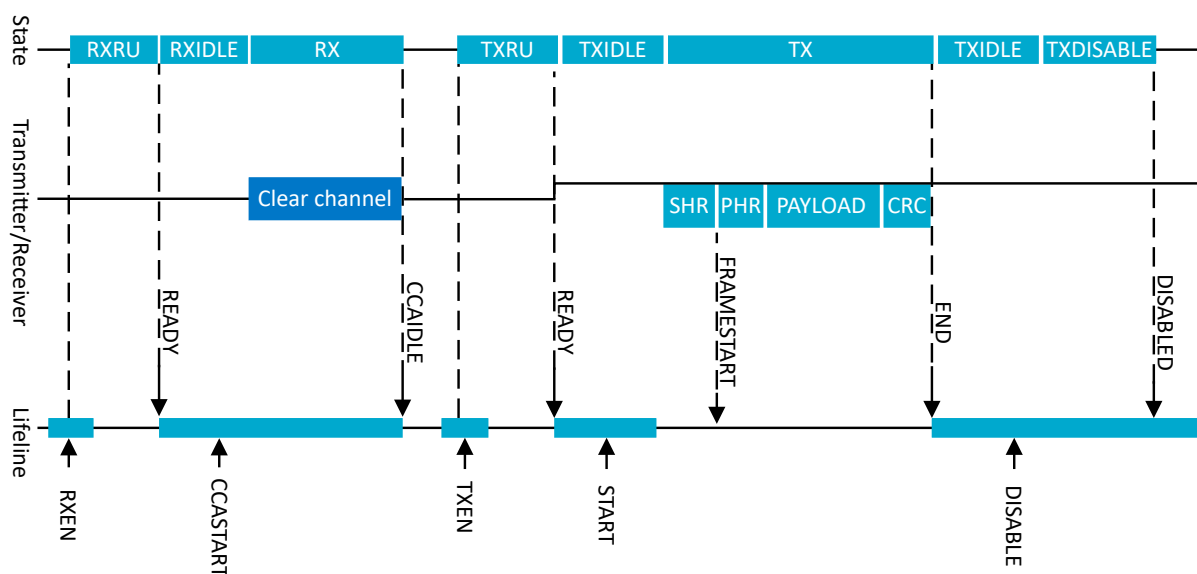 State
RXRU
RXIDLE
RX
TXRU
TXIDLE
TX
TXIDLE
TXDISABLE
Transmitter/Receiver
Clear channel
SHR
PHR
PAYLOAD
CRC
READY
CCAIDLE
READY
FRAMESTART
END
DISABLED
Lifeline
RXEN
CCASTART
TXEN
START
DISABLE